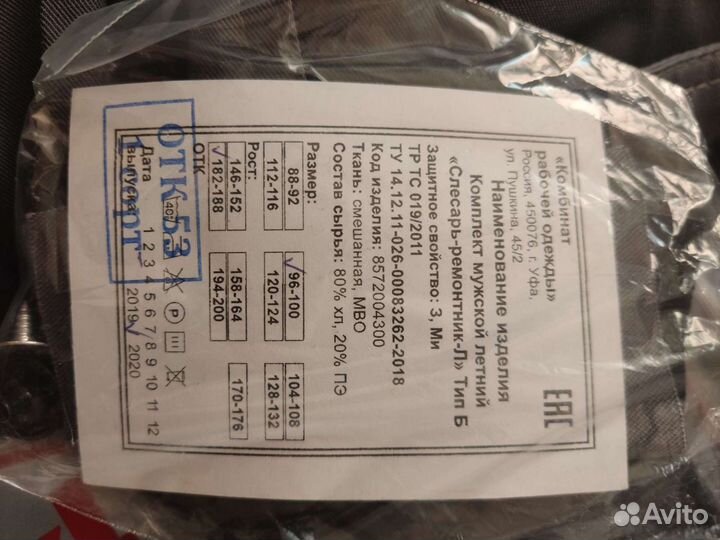 «Комбинат
рабочей одежды»
Россия, 450076, г. Уфа,
ул. Пушкина, 45/2
ЕАС
Наименование изделия
Комплект мужской летний
«Слесарь-ремонтник-Л» Тип Б
Защитное свойство: З, Ми
ТР ТС 019/2011
ТУ 14.12.11-026-00083262-2018
Код изделия: 8572004300
Ткань: смешанная, МВО
Состав сырья: 80% хл, 20% ПЭ
Размер:
88-92 96-100 104-108
112-116 120-124 128-132
Рост:
146-152 158-164 170-176
182-188 194-200
ОТК
ОТК-53
1 сорт
40
P
Дата 1 2 3 4 5 6 7 8 9 10 11 12
выпуска 2019 2020
Avito